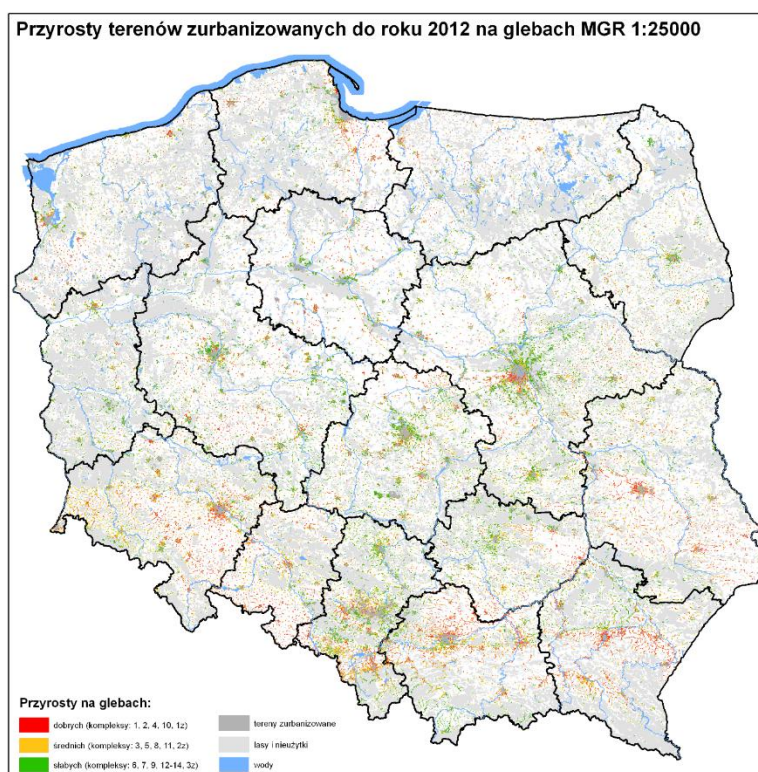 Przyrosty terenów zurbanizowanych do roku 2012 na glebach MGR 1:25000
Przyrosty na glebach:
dobrych (kompleksy: 1, 2, 4, 10, 1z)
średnich (kompleksy: 3, 5, 8, 11, 2z)
słabych (kompleksy: 6, 7, 9, 12-14, 3z)
tereny zurbanizowane
lasy i nieużytki
wody